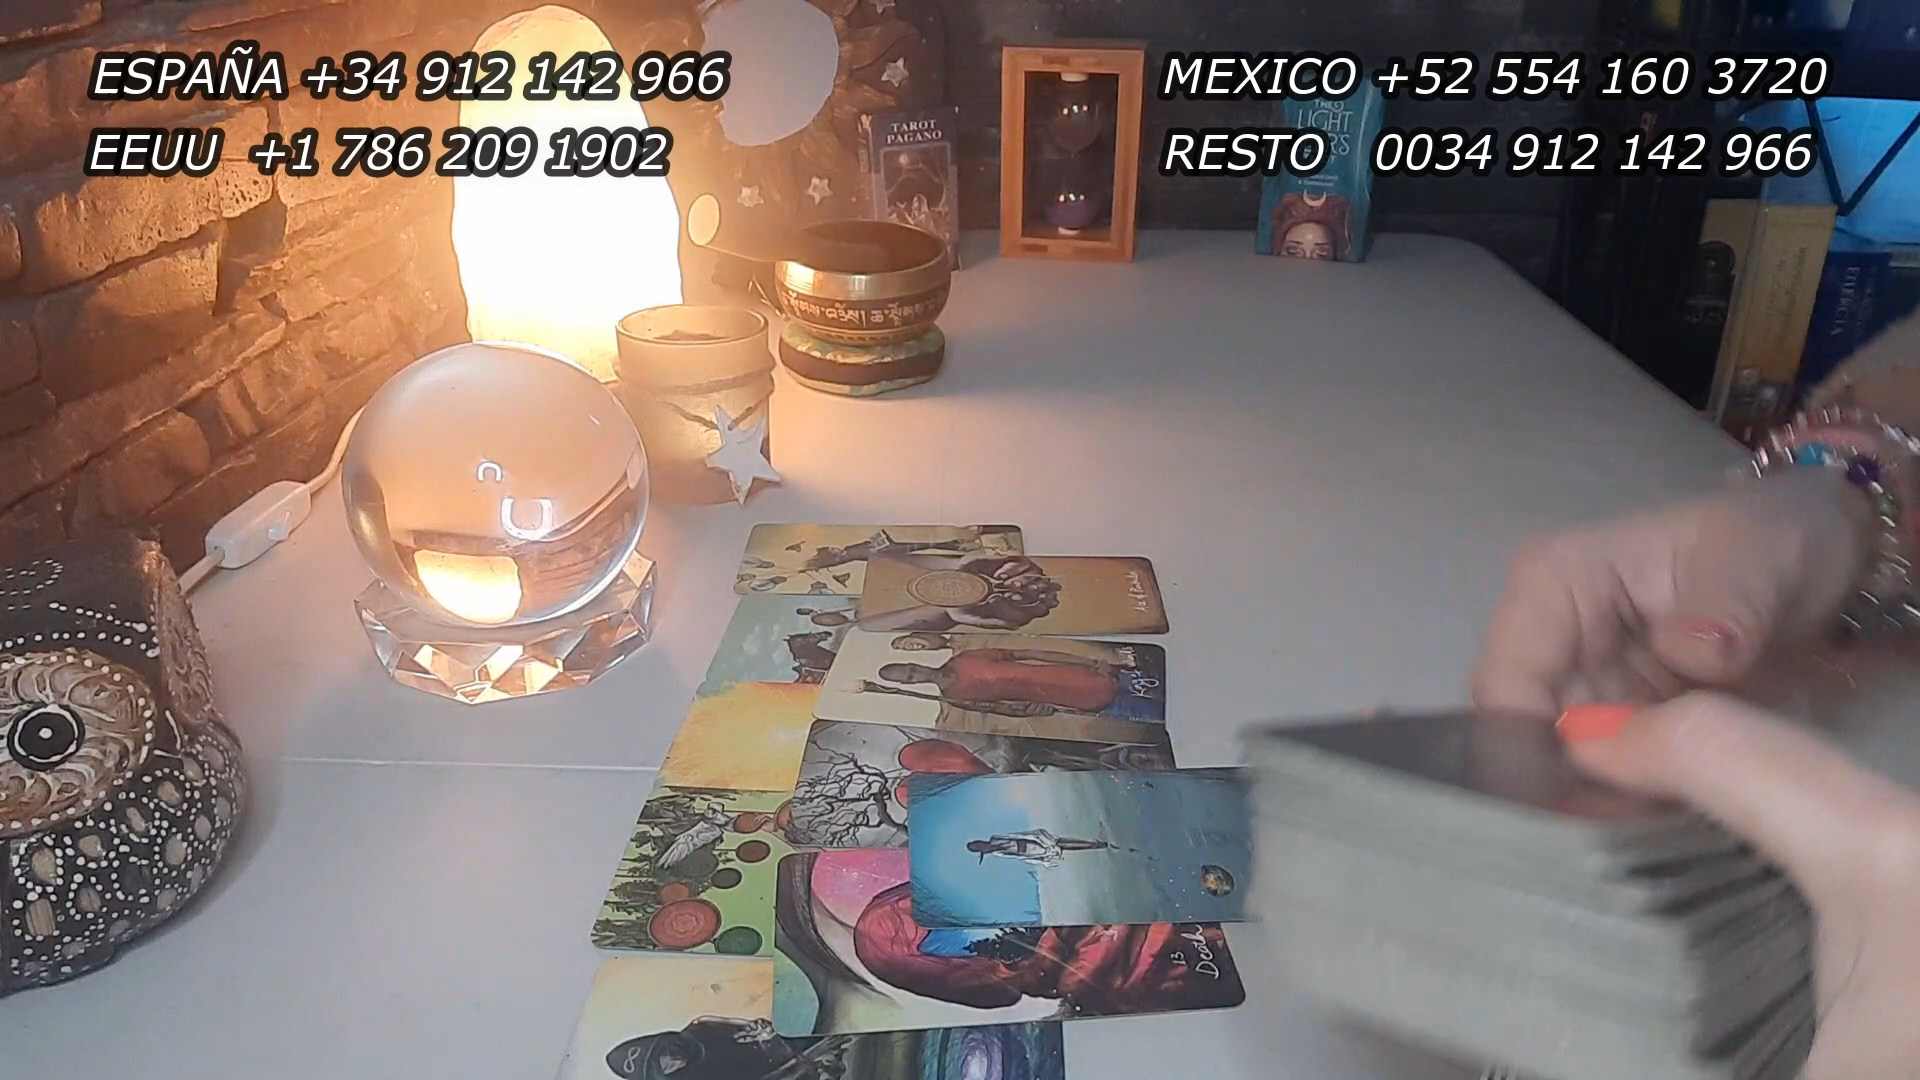 ESPAÑA +34 912 142 966
MEXICO +52 554 160 3720
EEUU +1 786 209 1902
RESTO 0034 912 142 966
TAROT
PAGANO
THE
LIGHT
13
Death